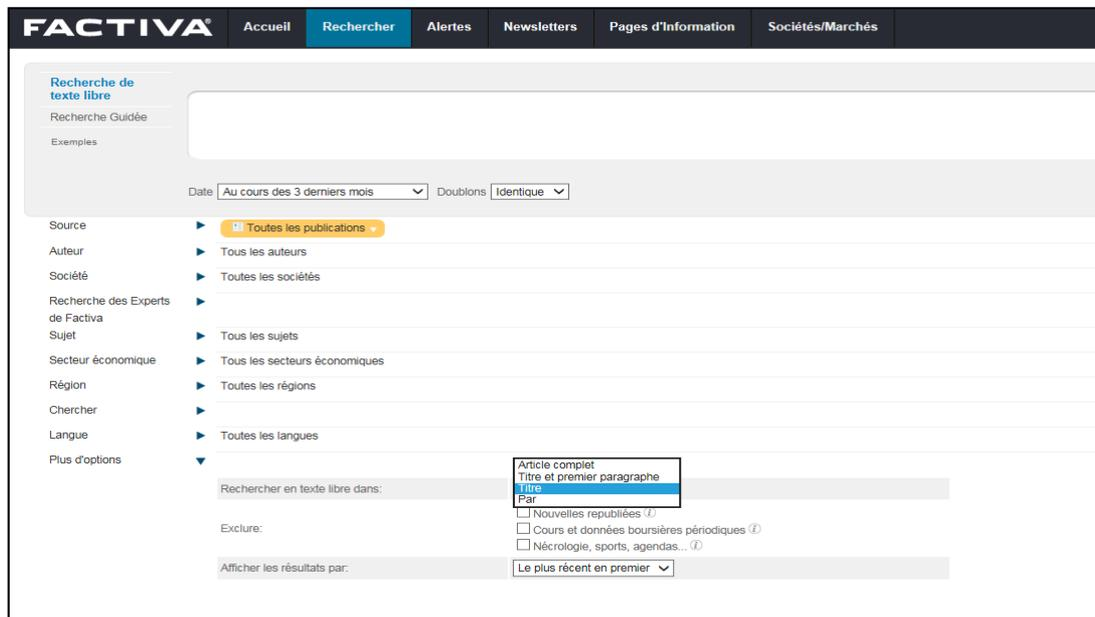 FACTIVA® Accueil Rechercher Alertes Newsletters Pages d'Information Sociétés/Marchés
Recherche de
texte libre
Recherche Guidée
Exemples
Date Au cours des 3 derniers mois Doublons Identique
Source Toutes les publications
Auteur Tous les auteurs
Société Toutes les sociétés
Recherche des Experts
de Factiva
Sujet Tous les sujets
Secteur économique Tous les secteurs économiques
Région Toutes les régions
Chercher
Langue Toutes les langues
Plus d'options
Article complet
Titre et premier paragraphe
Rechercher en texte libre dans: Titre
Par
Nouvelles republiées
Exclure: Cours et données boursières périodiques
Nécrologie, sports, agendas...
Afficher les résultats par: Le plus récent en premier